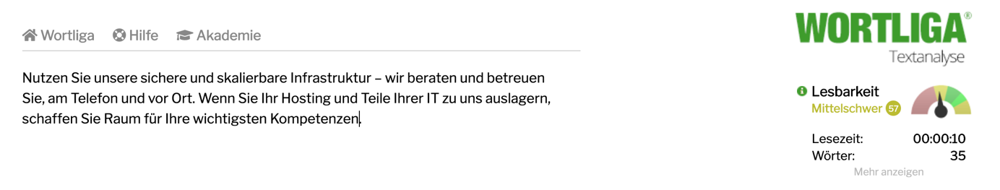 Wortliga Hilfe Akademie
Nutzen Sie unsere sichere und skalierbare Infrastruktur – wir beraten und betreuen
Sie, am Telefon und vor Ort. Wenn Sie Ihr Hosting und Teile Ihrer IT zu uns auslagern,
schaffen Sie Raum für Ihre wichtigsten Kompetenzen.
WORTLIGA®
Textanalyse
Lesbarkeit
Mittelschwer 57
Lesezeit: 00:00:10
Wörter: 35
Mehr anzeigen